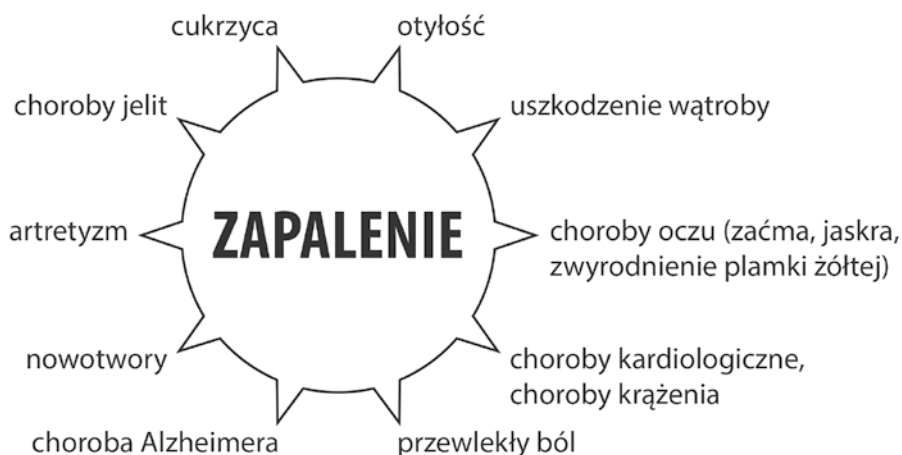 cukrzyca
otyłość
choroby jelit
uszkodzenie wątroby
artretyzm
ZAPALENIE
choroby oczu (zaćma, jaskra,
zwyrodnienie plamki żółtej)
nowotwory
choroby kardiologiczne,
choroby krążenia
choroba Alzheimera
przewlekły ból